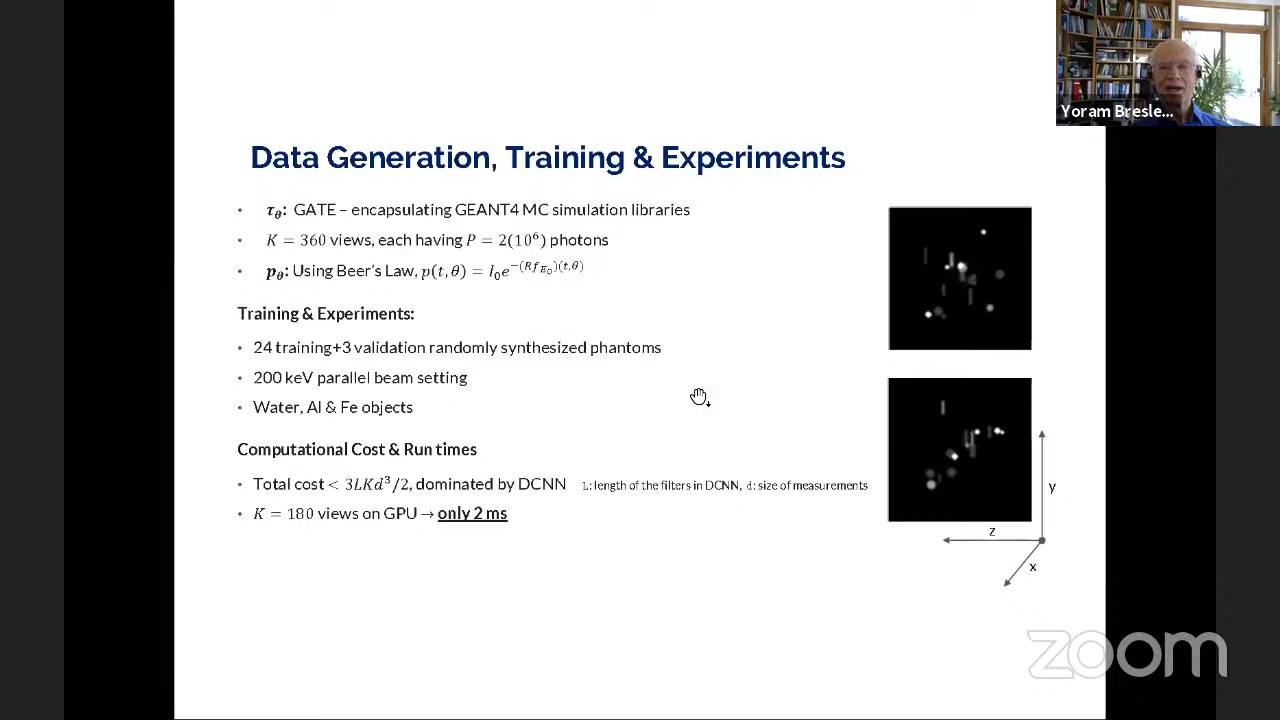 Yoram Bresle...
Data Generation, Training & Experiments
• τ_θ: GATE – encapsulating GEANT4 MC simulation libraries
• K = 360 views, each having P = 2(10⁶) photons
• p_θ: Using Beer's Law, p(t, θ) = I₀e^{−(Rf_{E₀})(t,θ)}
Training & Experiments:
• 24 training+3 validation randomly synthesized phantoms
• 200 keV parallel beam setting
• Water, Al & Fe objects
Computational Cost & Run times
• Total cost < 3LKd³/2, dominated by DCNN L: length of the filters in DCNN, d: size of measurements
• K = 180 views on GPU → only 2 ms
y
z
x
zoom